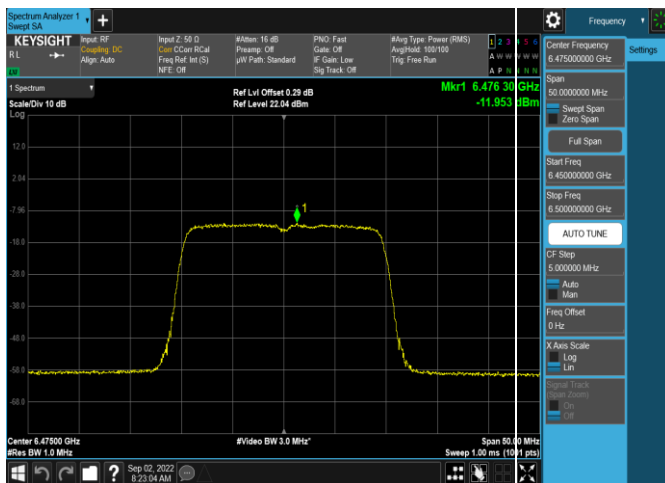 Spectrum Analyzer 1
Swept SA
+
Frequency
KEYSIGHT
R L
Input: RF
Coupling: DC
Align: Auto
Input Z: 50 Ω
Corr CCorr RCal
Freq Ref: Int (S)
NFE: Off
#Atten: 16 dB
Preamp: Off
µW Path: Standard
PNO: Fast
Gate: Off
IF Gain: Low
Sig Track: Off
#Avg Type: Power (RMS)
Avg|Hold: 100/100
Trig: Free Run
1 2 3 4 5 6
A W W W W W
A P N N N N
1 Spectrum
Scale/Div 10 dB
Log
Ref Lvl Offset 0.29 dB
Ref Level 22.04 dBm
Mkr1 6.476 30 GHz
-11.953 dBm
12.0
2.04
-7.96
-18.0
-28.0
-38.0
-48.0
-58.0
-68.0
1
Center 6.47500 GHz
#Res BW 1.0 MHz
#Video BW 3.0 MHz*
Span 50.00 MHz
Sweep 1.00 ms (1001 pts)
Sep 02, 2022
8:23:04 AM
?
Center Frequency
6.475000000 GHz
Settings
Span
50.0000000 MHz
Swept Span
Zero Span
Full Span
Start Freq
6.450000000 GHz
Stop Freq
6.500000000 GHz
AUTO TUNE
CF Step
5.000000 MHz
Auto
Man
Freq Offset
0 Hz
X Axis Scale
Log
Lin
Signal Track
(Span Zoom)
On
Off